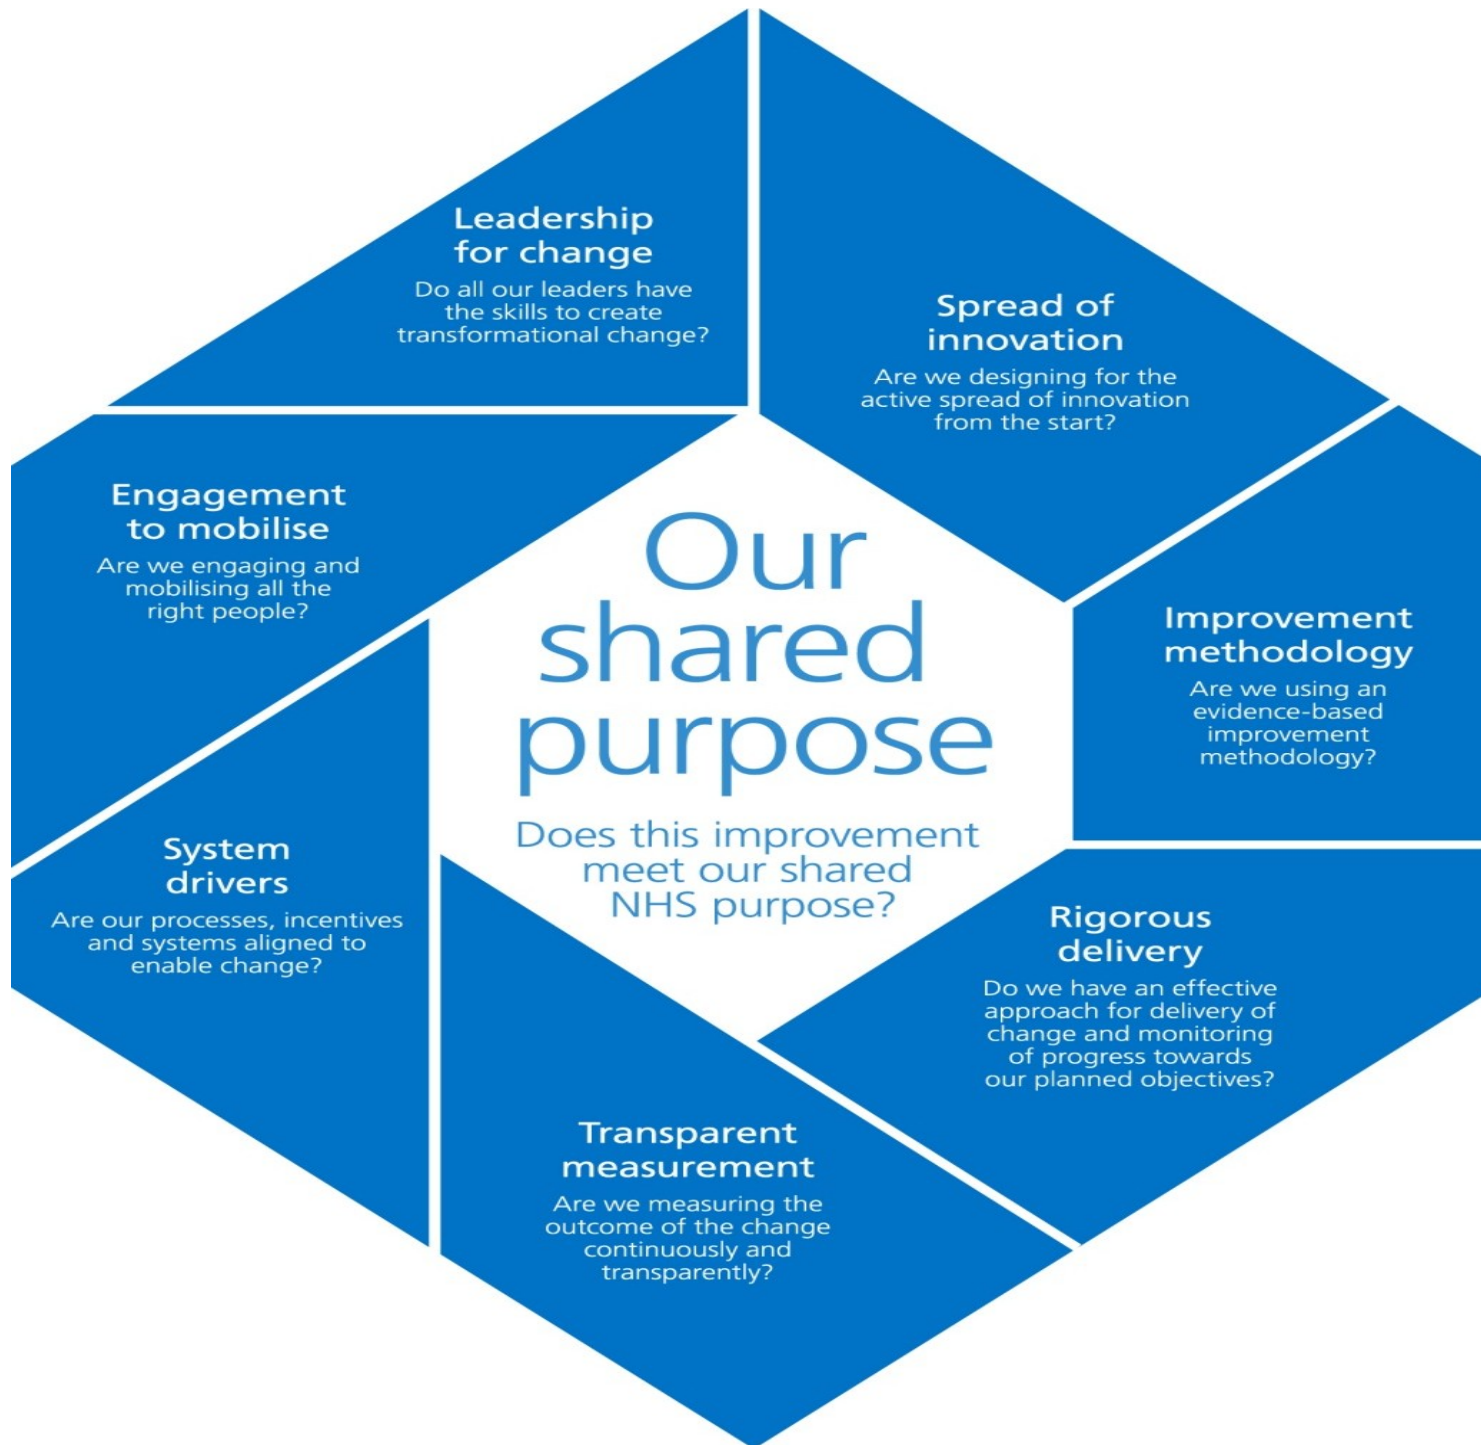 Leadership
for change
Do all our leaders have
the skills to create
transformational change?
Spread of
innovation
Are we designing for the
active spread of innovation
from the start?
Engagement
to mobilise
Are we engaging and
mobilising all the
right people?
Our
shared
purpose
Does this improvement
meet our shared
NHS purpose?
Improvement
methodology
Are we using an
evidence-based
improvement
methodology?
System
drivers
Are our processes, incentives
and systems aligned to
enable change?
Rigorous
delivery
Do we have an effective
approach for delivery of
change and monitoring
of progress towards
our planned objectives?
Transparent
measurement
Are we measuring the
outcome of the change
continuously and
transparently?